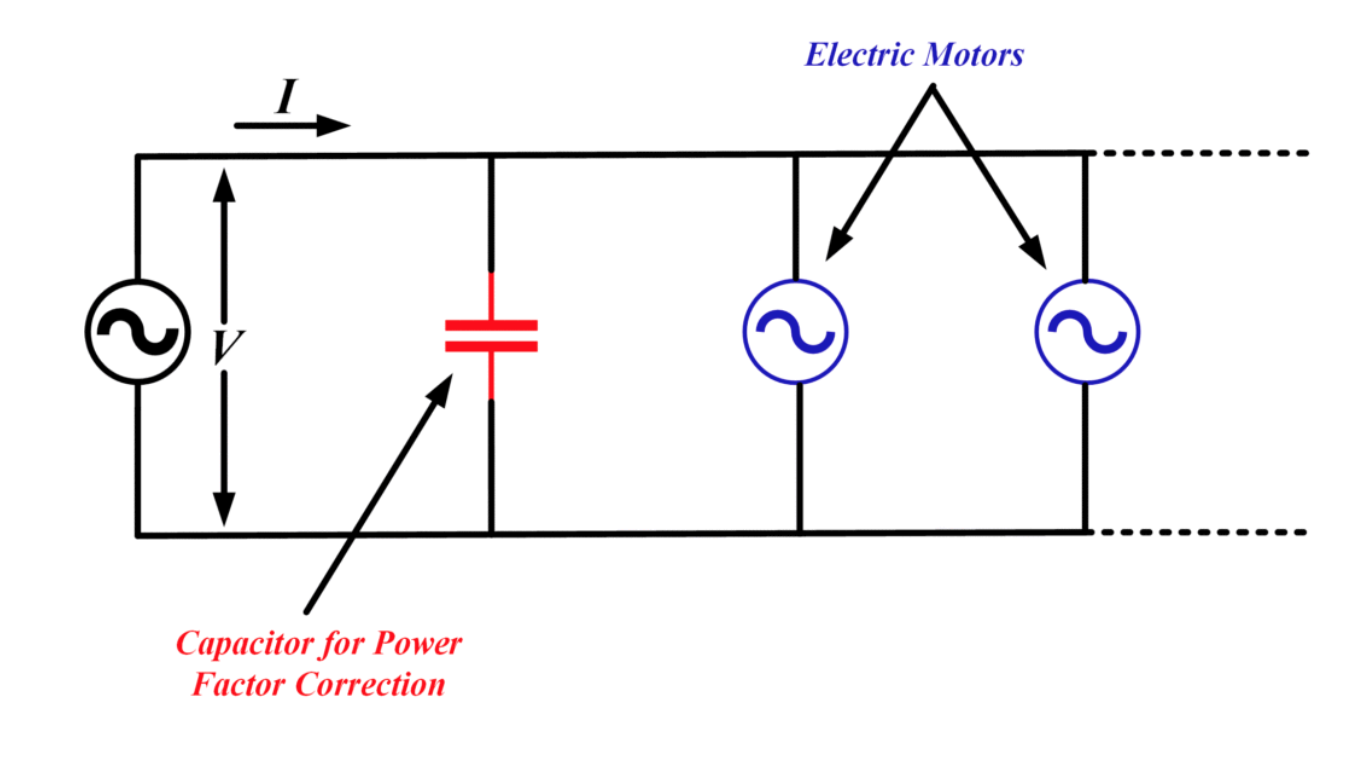 Electric Motors
I
V
Capacitor for Power
Factor Correction